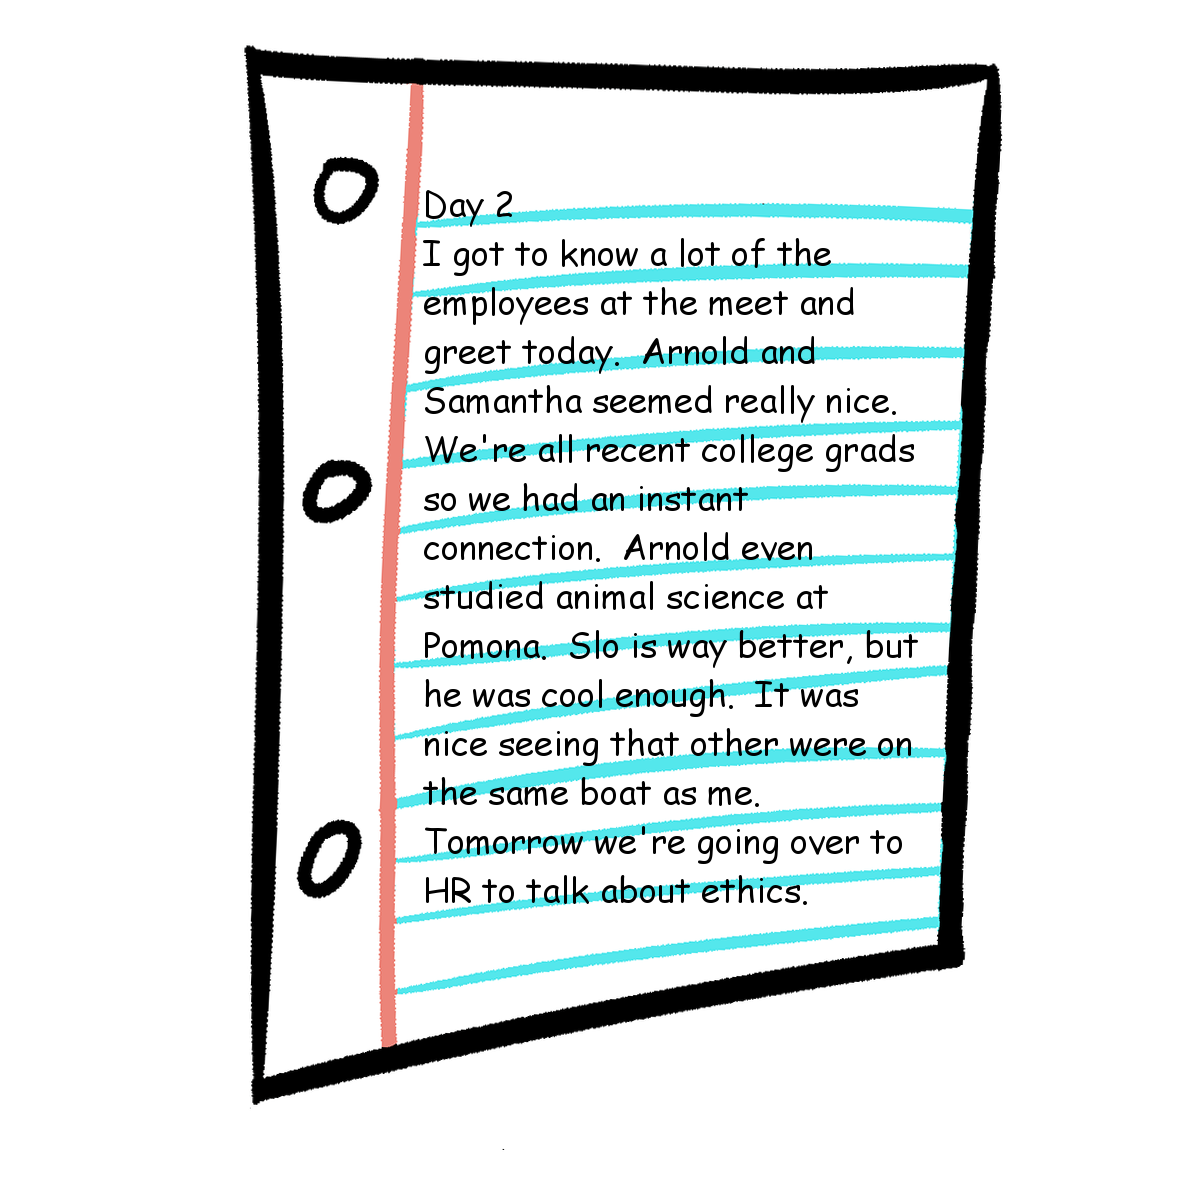 Day 2
I got to know a lot of the
employees at the meet and
greet today.  Arnold and
Samantha seemed really nice.
We're all recent college grads
so we had an instant
connection.  Arnold even
studied animal science at
Pomona.  Slo is way better, but
he was cool enough.  It was
nice seeing that other were on
the same boat as me.
Tomorrow we're going over to
HR to talk about ethics.